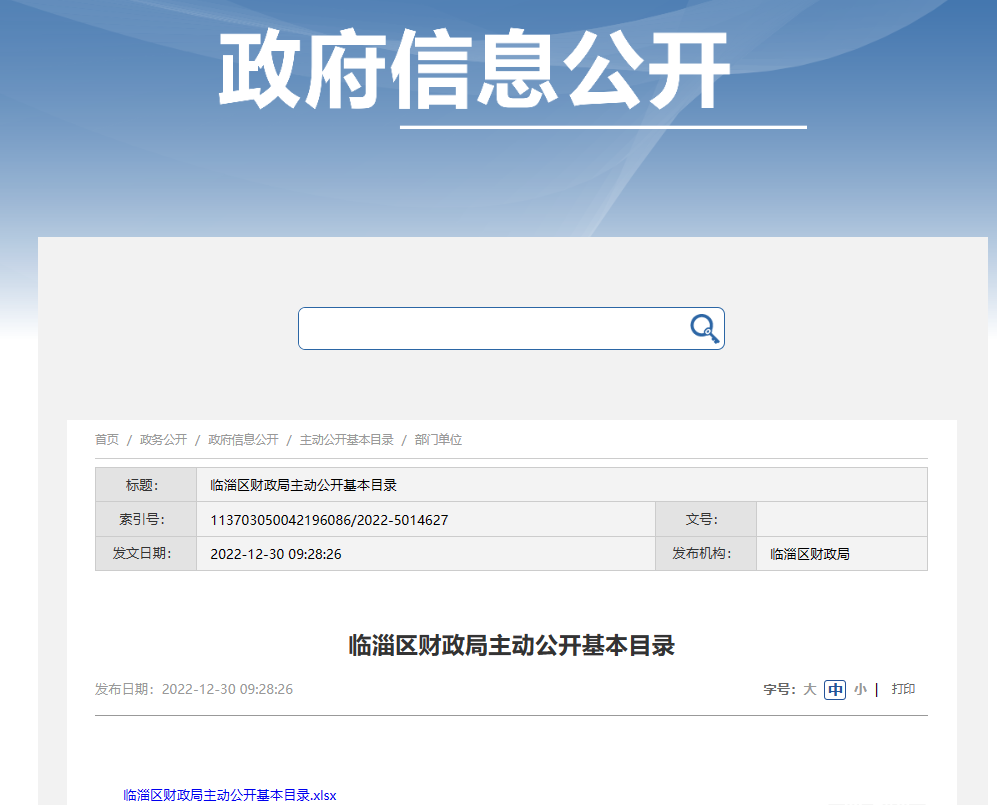 政府信息公开
首页 / 政务公开 / 政府信息公开 / 主动公开基本目录 / 部门单位
标题： 临淄区财政局主动公开基本目录
索引号： 113703050042196086/2022-5014627 文号：
发文日期： 2022-12-30 09:28:26 发布机构： 临淄区财政局
临淄区财政局主动公开基本目录
发布日期：2022-12-30 09:28:26 字号：大 中 小 | 打印
临淄区财政局主动公开基本目录.xlsx